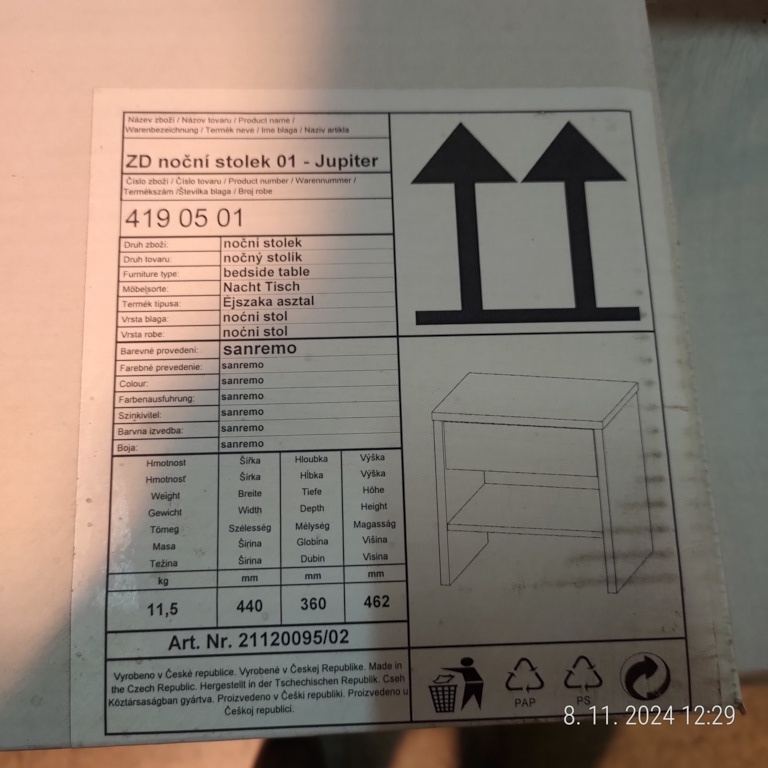 Název zboží / Názov tovaru / Product name /
Warenbezeichnung / Termék neve / Ime blaga / Naziv artikla
ZD noční stolek 01 - Jupiter
Číslo zboží / Číslo tovaru / Product number / Warennummer /
Termékszám /Številka blaga / Broj robe
419 05 01
Druh zboží: noční stolek
Druh tovaru: nočný stolík
Furniture type: bedside table
Möbelsorte: Nacht Tisch
Termék típusa: Éjszaka asztal
Vrsta blaga: noćni stol
Vrsta robe: noćni stol
Barevné provedení: sanremo
Farebné prevedenie: sanremo
Colour: sanremo
Farbenausfuhrung: sanremo
Szinkivitel: sanremo
Barvna izvedba: sanremo
Boja: sanremo
Hmotnost Šířka Hloubka Výška
Hmotnosť Šírka Hĺbka Výška
Weight Breite Tiefe Höhe
Gewicht Width Depth Height
Tömeg Szélesség Mélység Magasság
Masa Širina Globina Višina
Težina Širina Dubin Visina
kg mm mm mm
11,5 440 360 462
Art. Nr. 21120095/02
Vyrobeno v České republice. Vyrobené v Českej Republike. Made in
the Czech Republic. Hergestellt in der Tschechischen Republik. Cseh
Köztársaságban gyártva. Proizvedeno v Češki republiki. Proizvedeno u
Češkoj republici.
PAP PS
8. 11. 2024 12:29